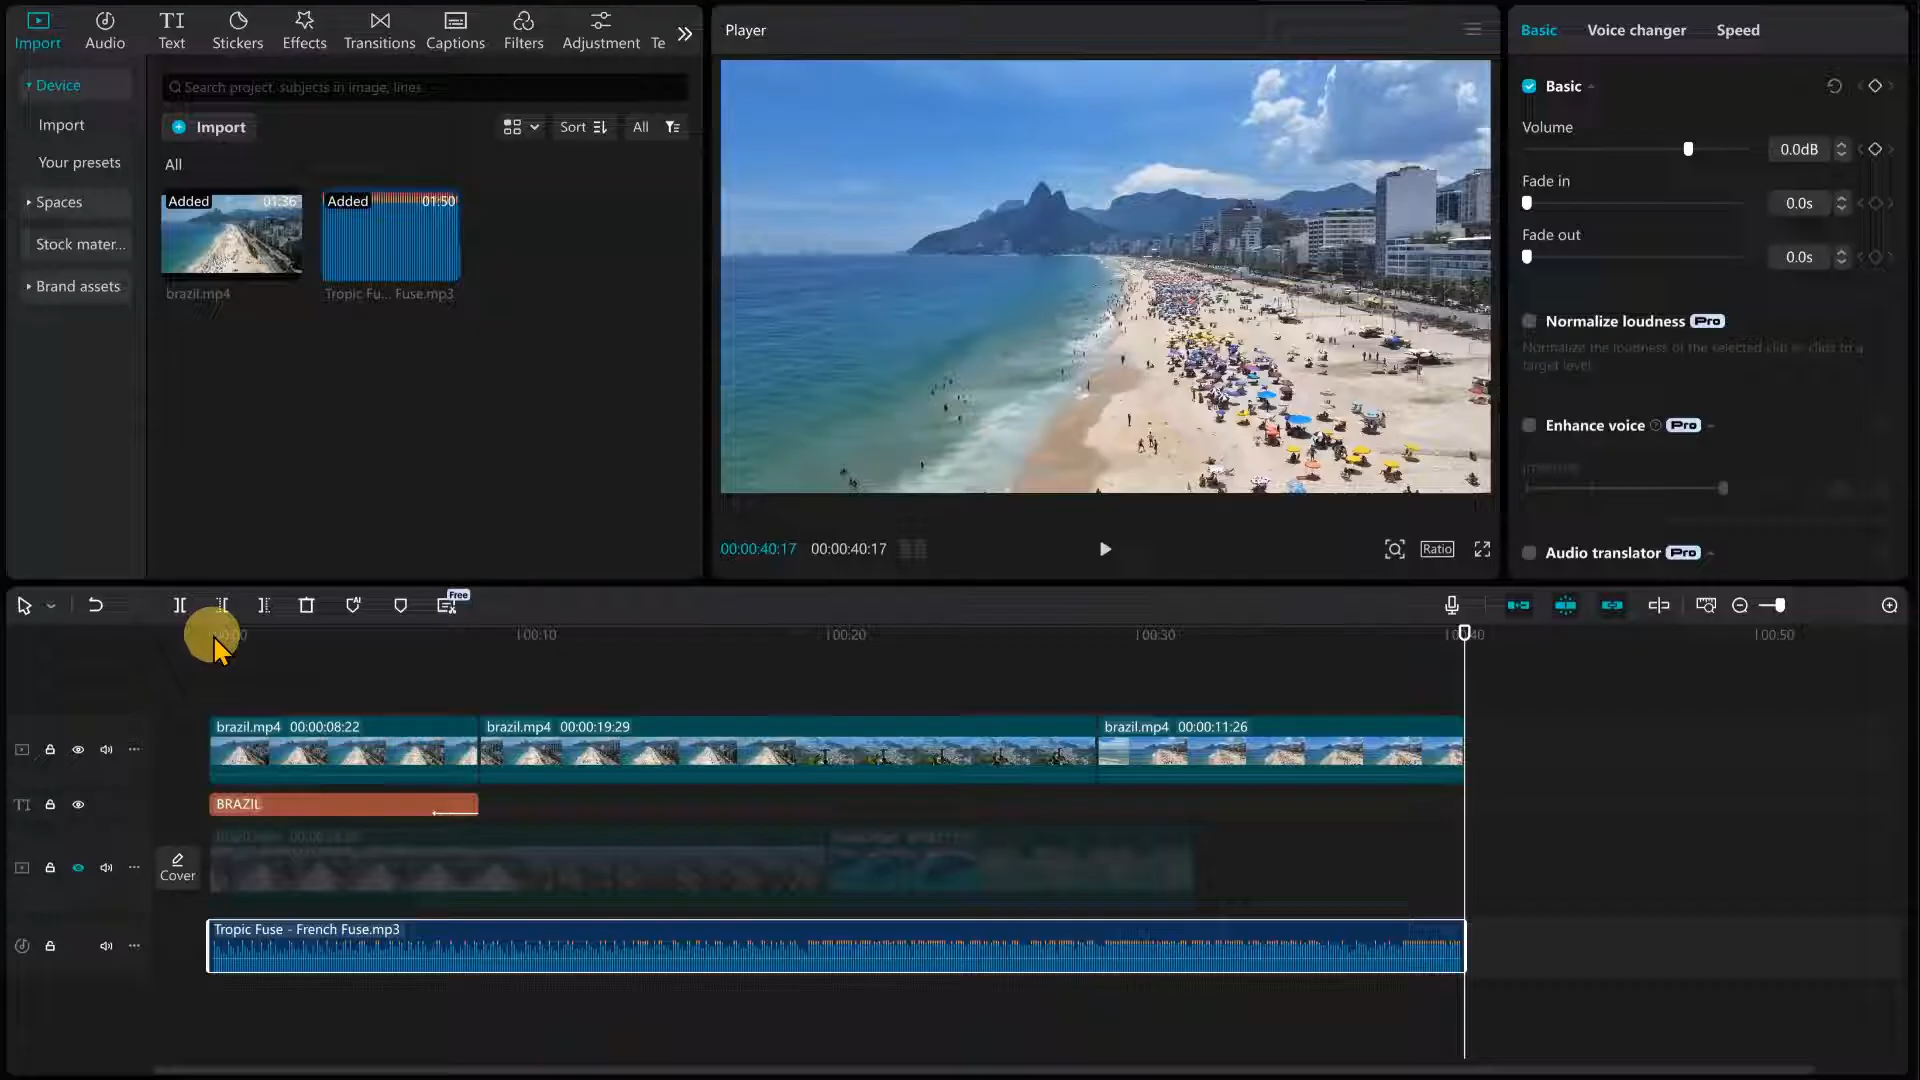 Import
Audio
Text
Stickers
Effects
Transitions
Captions
Filters
Adjustment
Te
Device
Import
Your presets
Spaces
Stock mater...
Brand assets
Search project, subjects in image, lines
Import
Sort
All
All
Added 01:36
brazil.mp4
Added 01:50
Tropic Fu... Fuse.mp3
Player
00:00:40:17 00:00:40:17
Ratio
Basic Voice changer Speed
Basic
Volume
0.0dB
Fade in
0.0s
Fade out
0.0s
Normalize loudness Pro
Normalize the loudness of the selected clip or clips to a
target level
Enhance voice Pro
Audio translator Pro
AI
Free
00:10
00:20
00:30
00:50
brazil.mp4 00:00:08:22
brazil.mp4 00:00:19:29
brazil.mp4 00:00:11:26
TI
BRAZIL
Cover
Tropic Fuse - French Fuse.mp3